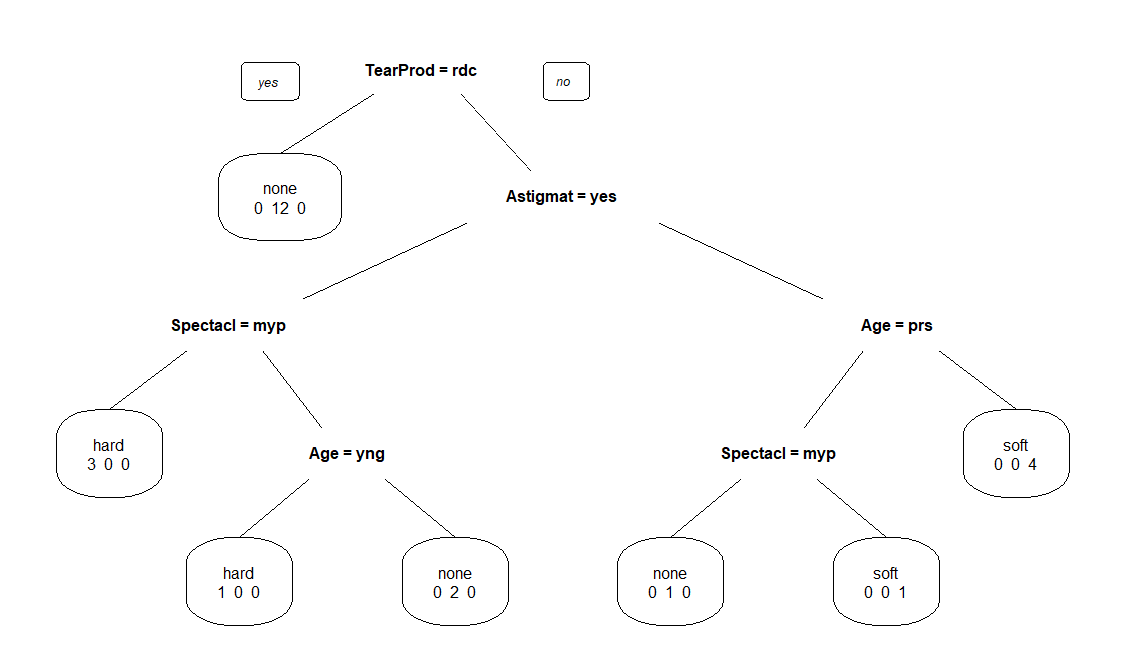 yes
TearProd = rdc
no
none
0 12 0
Astigmat = yes
Spectacl = myp
Age = prs
hard
3 0 0
Age = yng
Spectacl = myp
soft
0 0 4
hard
1 0 0
none
0 2 0
none
0 1 0
soft
0 0 1